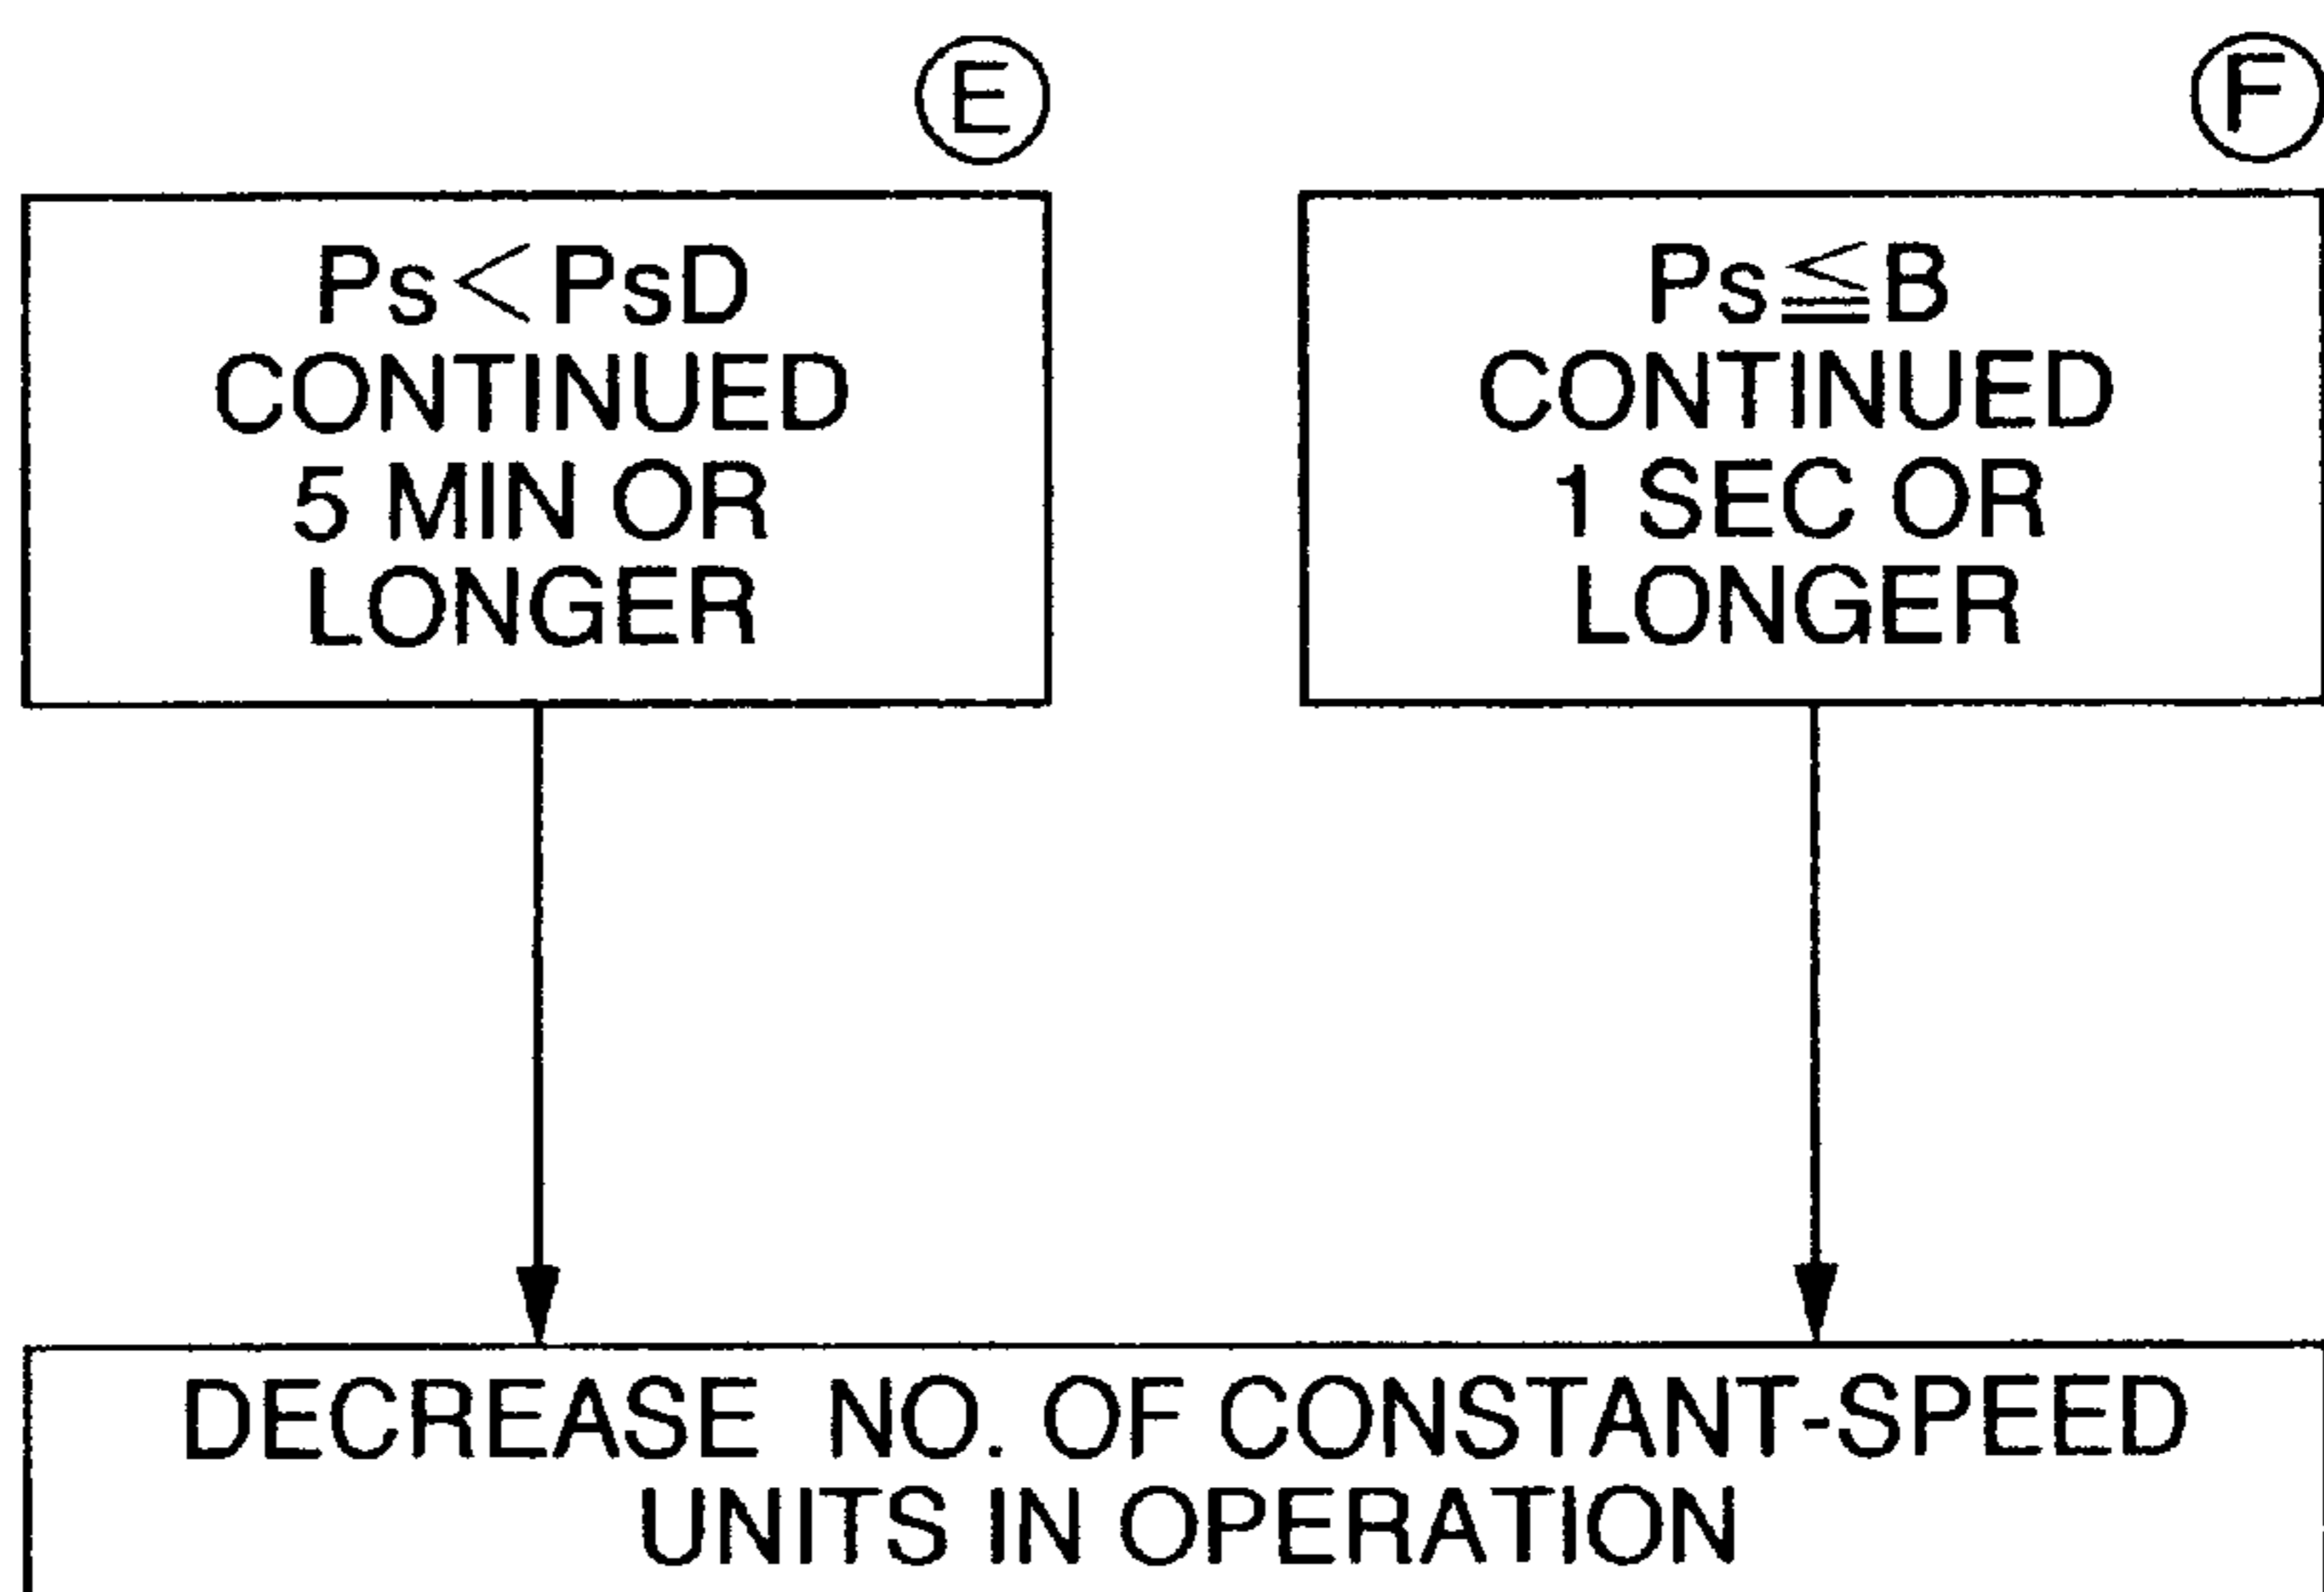 E
Ps<PsD
CONTINUED
5 MIN OR
LONGER
F
Ps≦B
CONTINUED
1 SEC OR
LONGER
DECREASE NO. OF CONSTANT-SPEED
UNITS IN OPERATION